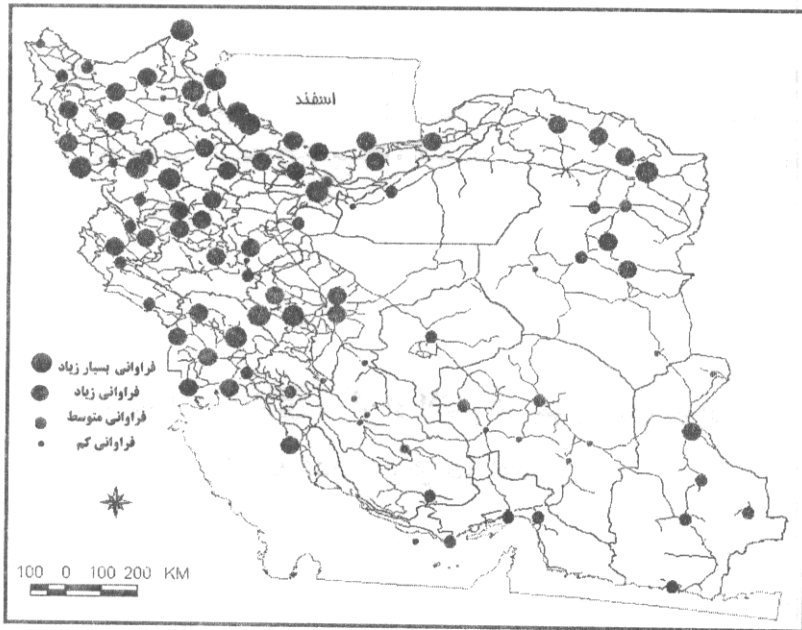 اسفند
فراوانی بسیار زیاد
فراوانی زیاد
فراوانی متوسط
فراوانی کم
100 0 100 200 KM